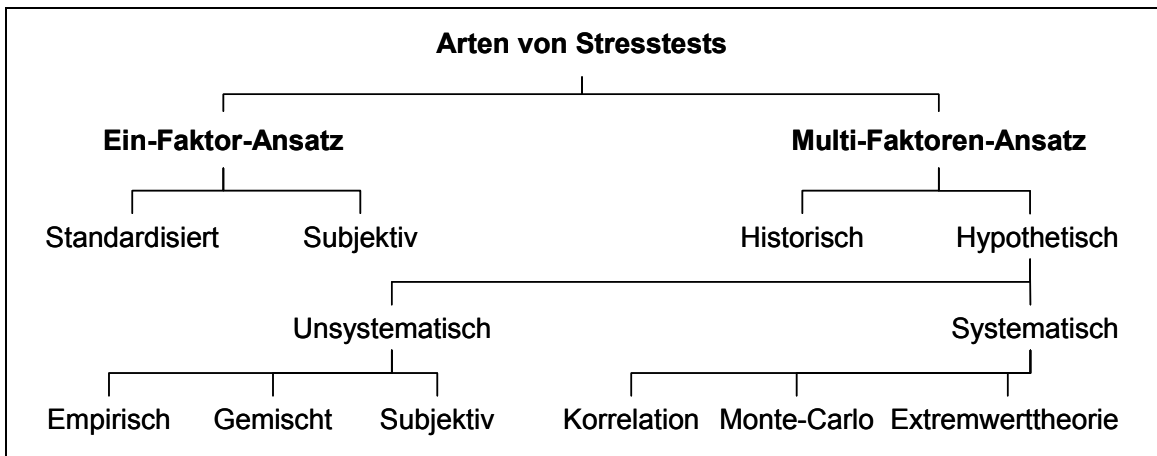 Arten von Stresstests
Ein-Faktor-Ansatz Multi-Faktoren-Ansatz
Standardisiert Subjektiv Historisch Hypothetisch
Unsystematisch Systematisch
Empirisch Gemischt Subjektiv Korrelation Monte-Carlo Extremwerttheorie